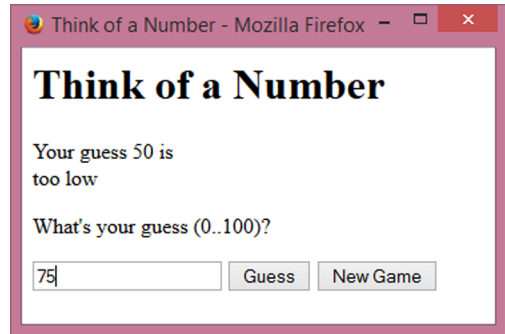 Think of a Number - Mozilla Firefox
Think of a Number
Your guess 50 is
too low
What's your guess (0..100)?
75 Guess New Game